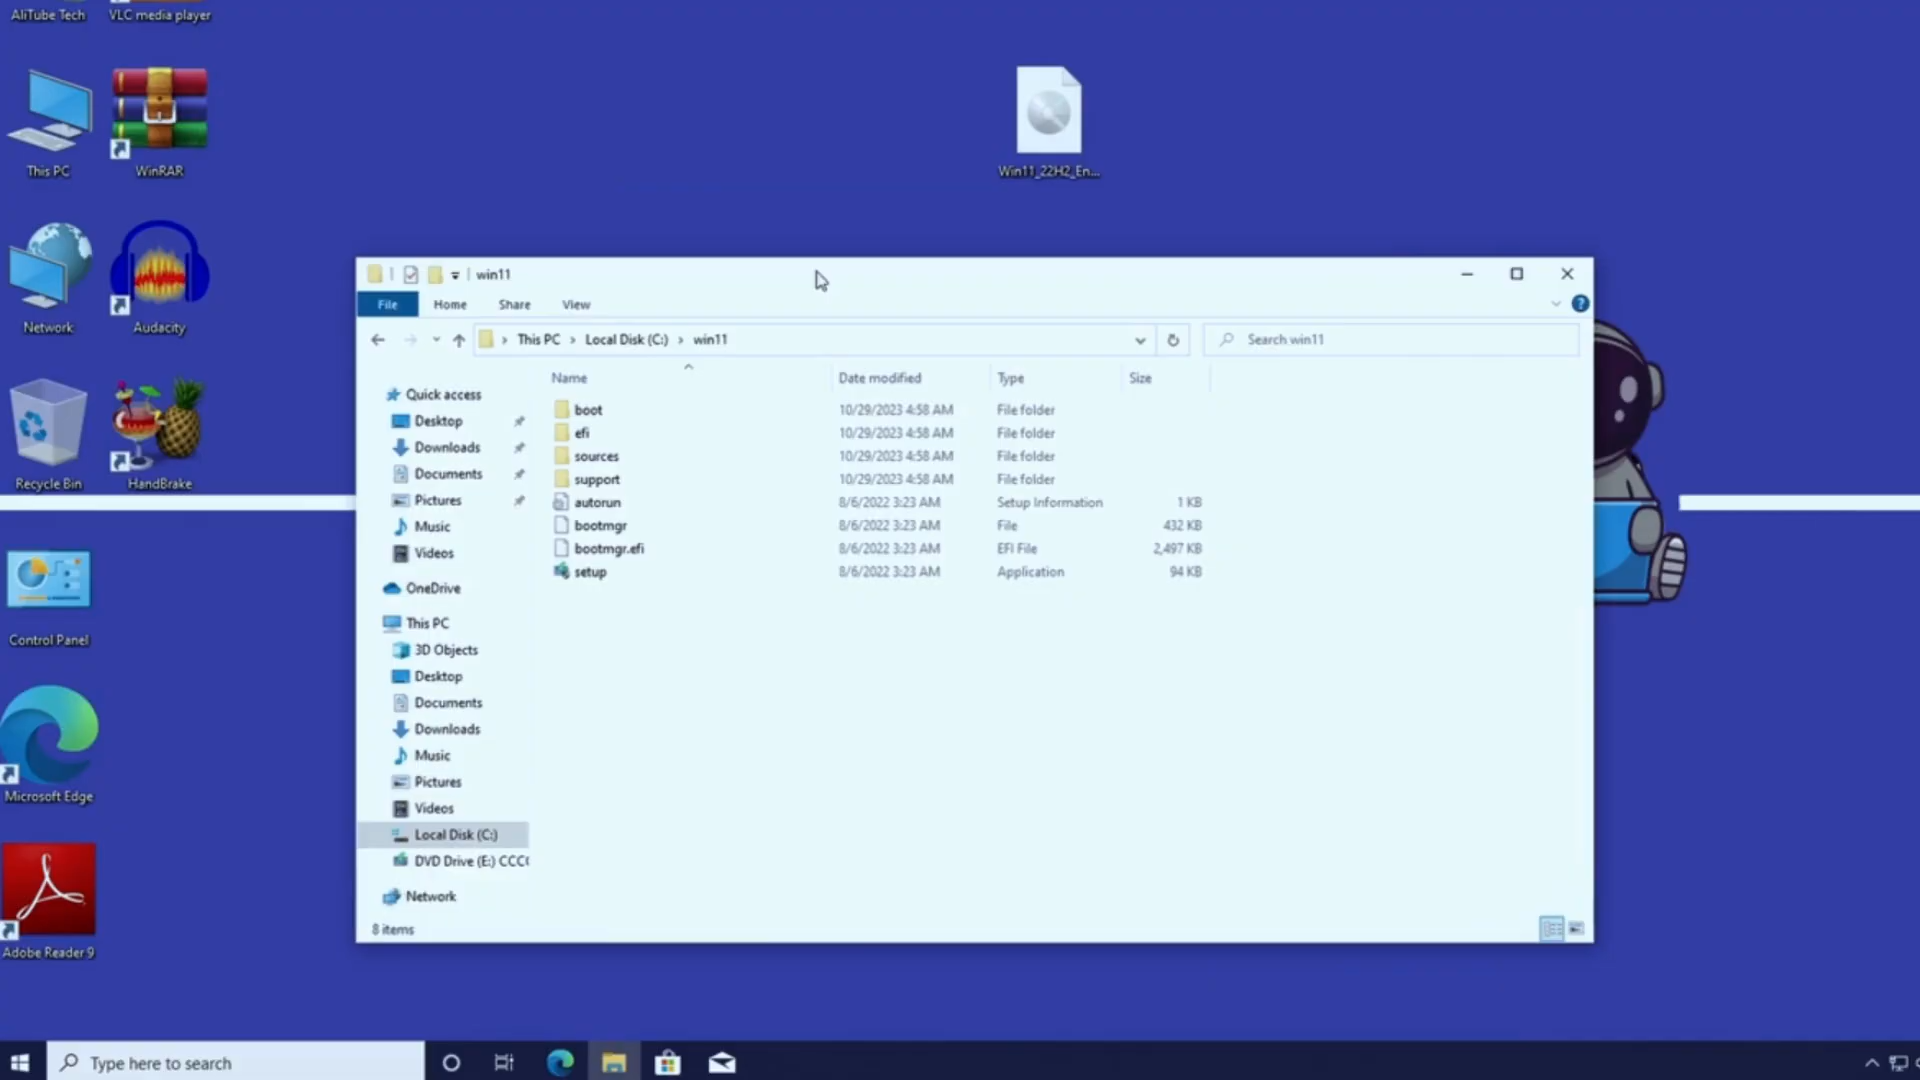 AliTube Tech
VLC media player
This PC
WinRAR
Win11_22H2_En...
Network
Audacity
Recycle Bin
HandBrake
Control Panel
Microsoft Edge
Adobe Reader 9
win11
File
Home
Share
View
This PC
Local Disk (C:)
win11
Search win11
Name
Date modified
Type
Size
Quick access
Desktop
Downloads
Documents
Pictures
Music
Videos
OneDrive
This PC
3D Objects
Desktop
Documents
Downloads
Music
Pictures
Videos
Local Disk (C:)
DVD Drive (E:) CCC
Network
boot 10/29/2023 4:58 AM File folder
efi 10/29/2023 4:58 AM File folder
sources 10/29/2023 4:58 AM File folder
support 10/29/2023 4:58 AM File folder
autorun 8/6/2022 3:23 AM Setup Information 1 KB
bootmgr 8/6/2022 3:23 AM File 432 KB
bootmgr.efi 8/6/2022 3:23 AM EFI File 2,497 KB
setup 8/6/2022 3:23 AM Application 94 KB
8 items
Type here to search